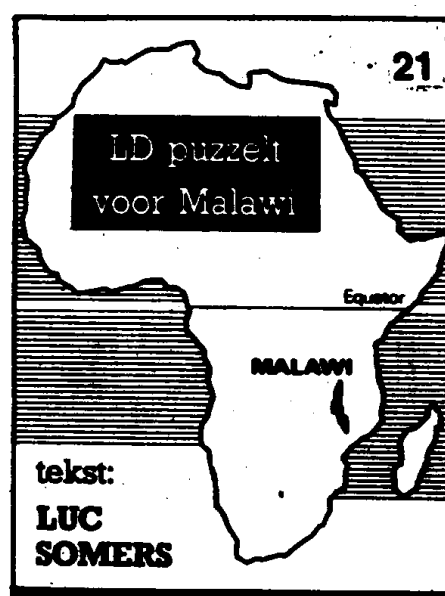 21
LD puzzelt
voor Malawi
Equator
MALAWI
tekst:
LUC
SOMERS